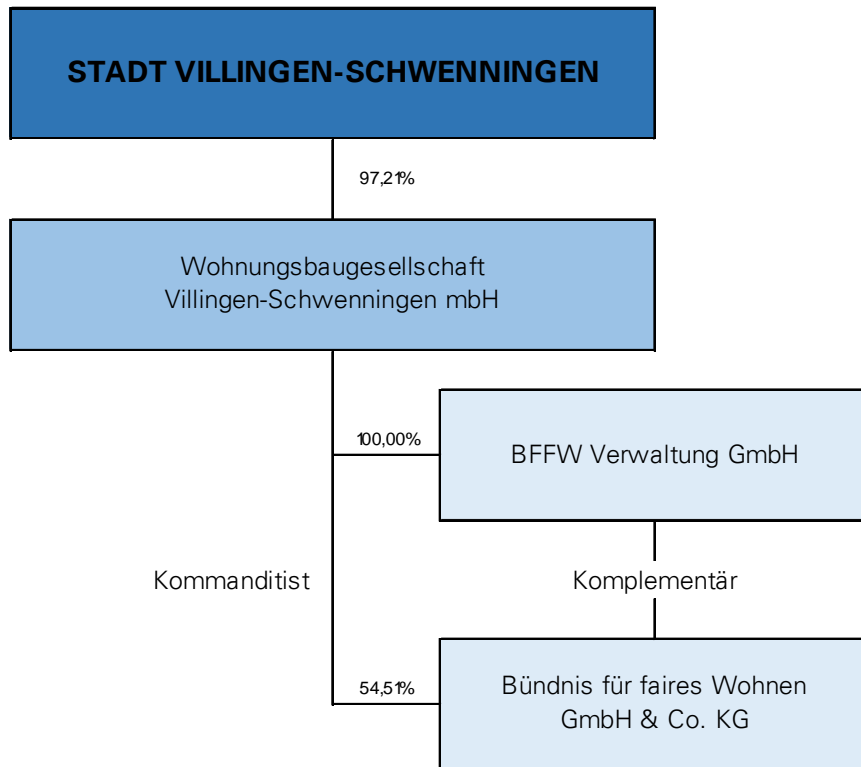 STADT VILLINGEN-SCHWENNINGEN
97,21%
Wohnungsbaugesellschaft
Villingen-Schwenningen mbH
100,00%
BFFW Verwaltung GmbH
Kommanditist
Komplementär
54,51%
Bündnis für faires Wohnen
GmbH & Co. KG